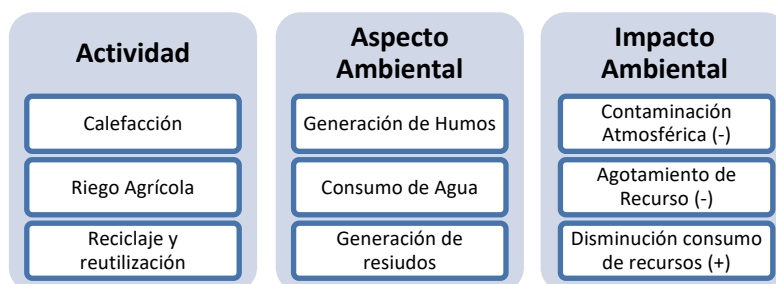 Actividad
Calefacción
Riego Agrícola
Reciclaje y
reutilización
Aspecto
Ambiental
Generación de Humos
Consumo de Agua
Generación de
resiudos
Impacto
Ambiental
Contaminación
Atmosférica (-)
Agotamiento de
Recurso (-)
Disminución consumo
de recursos (+)